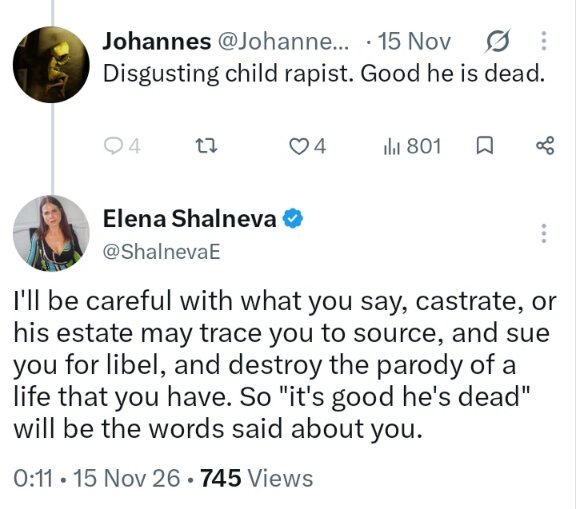 Johannes @Johanne... · 15 Nov
Disgusting child rapist. Good he is dead.
4 4 801
Elena Shalneva
@ShalnevaE
I'll be careful with what you say, castrate, or
his estate may trace you to source, and sue
you for libel, and destroy the parody of a
life that you have. So "it's good he's dead"
will be the words said about you.
0:11 • 15 Nov 26 • 745 Views